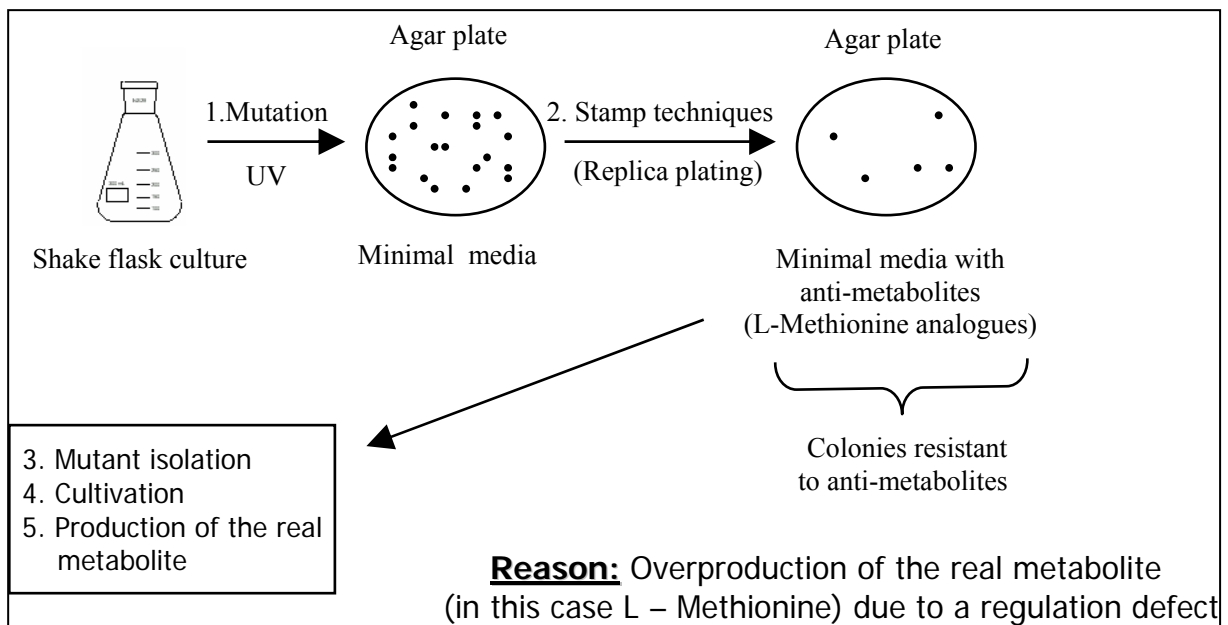 Agar plate
Agar plate
1.Mutation
UV
2. Stamp techniques
(Replica plating)
Shake flask culture
Minimal media
Minimal media with
anti-metabolites
(L-Methionine analogues)
Colonies resistant
to anti-metabolites
3. Mutant isolation
4. Cultivation
5. Production of the real
metabolite
Reason: Overproduction of the real metabolite
(in this case L – Methionine) due to a regulation defect